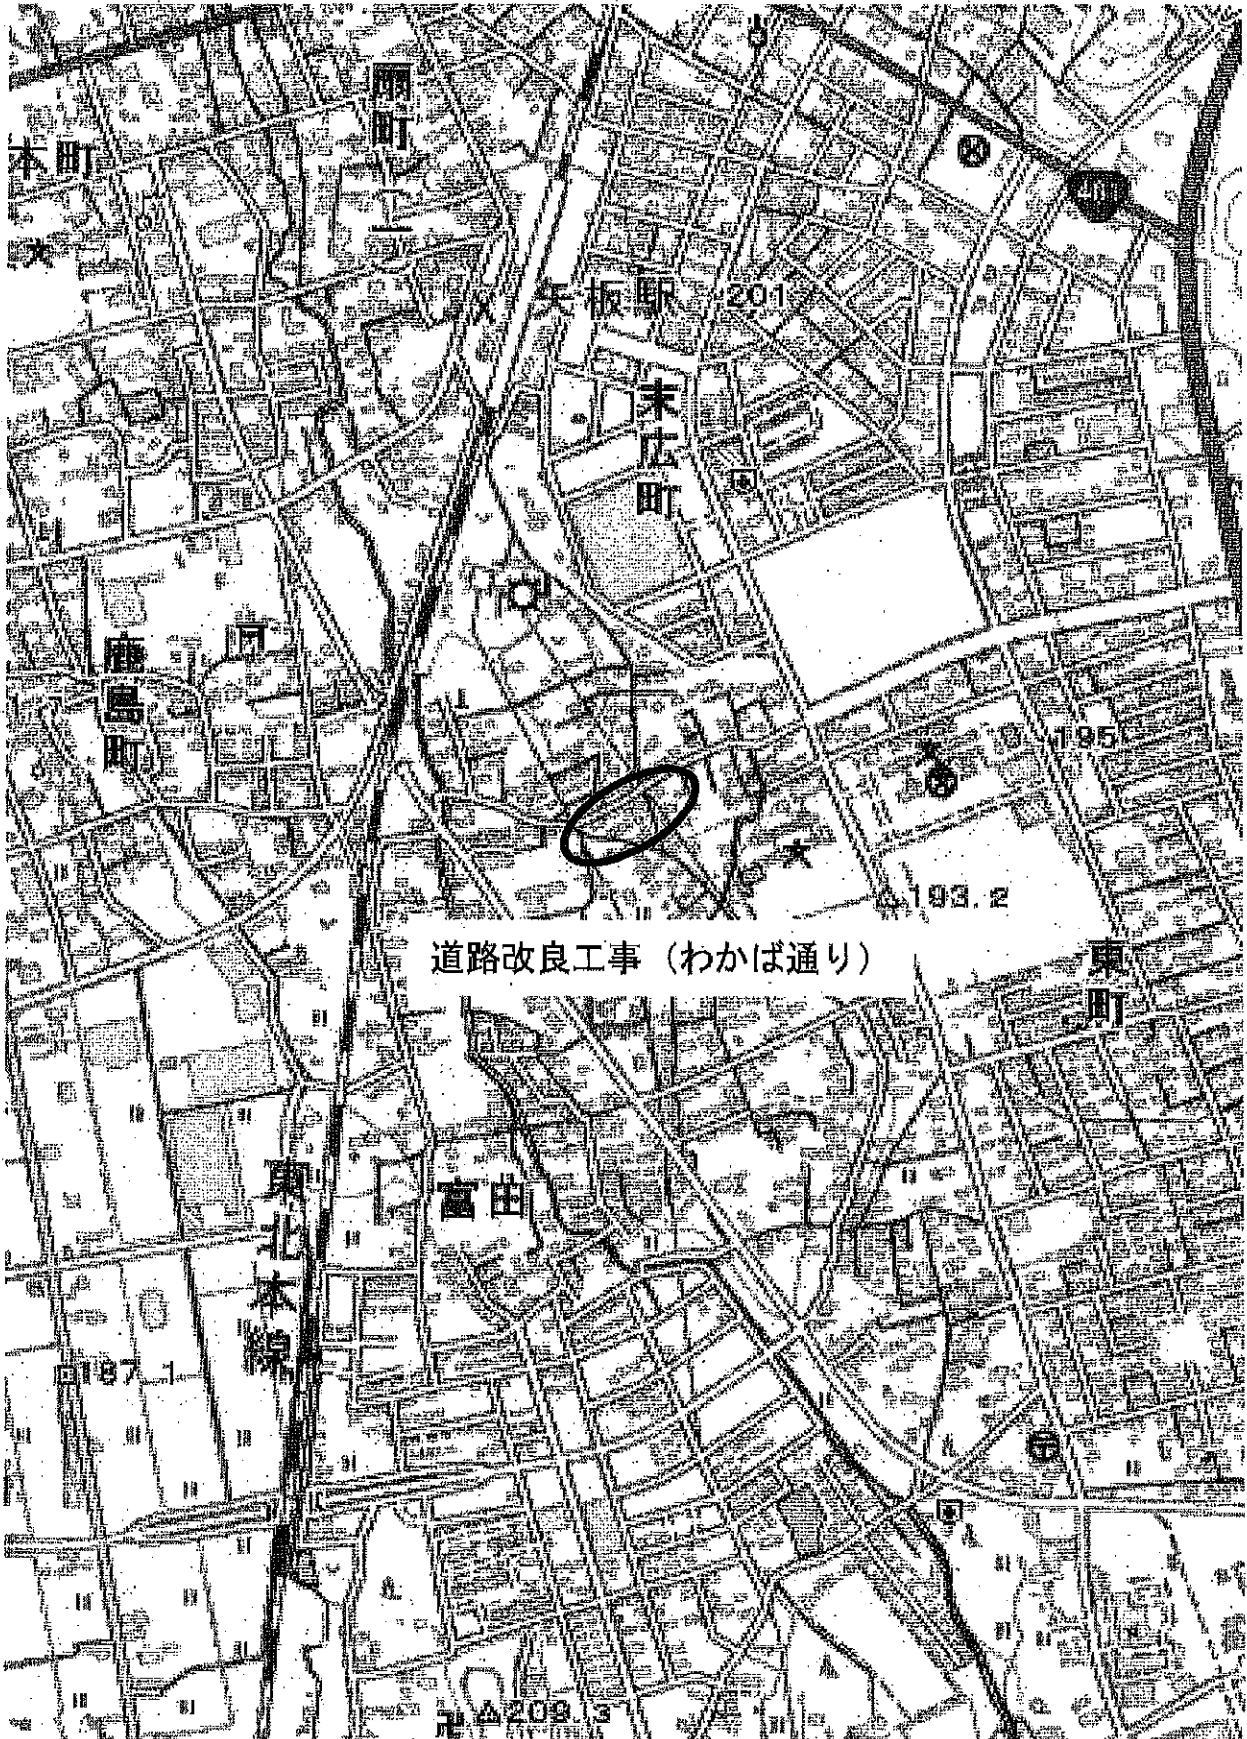 本町
扇町二
矢板駅
201
末広町
鹿島町
195
193.2
道路改良工事（わかば通り）
東町
富田
東北本線
187.1
209.3